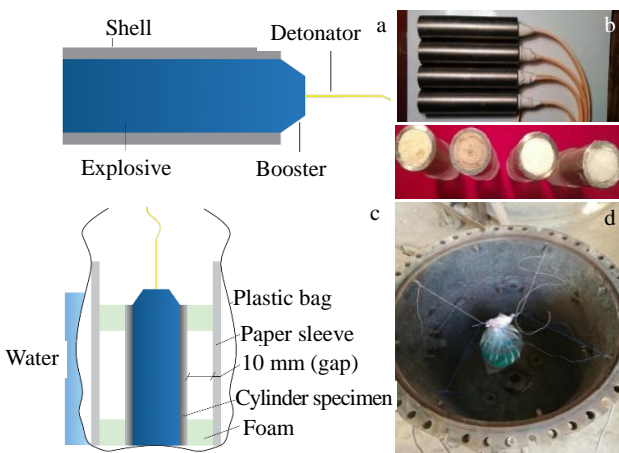 Shell
a
Detonator
Explosive
Booster
b
c
Plastic bag
Paper sleeve
Water
10 mm (gap)
Cylinder specimen
Foam
d